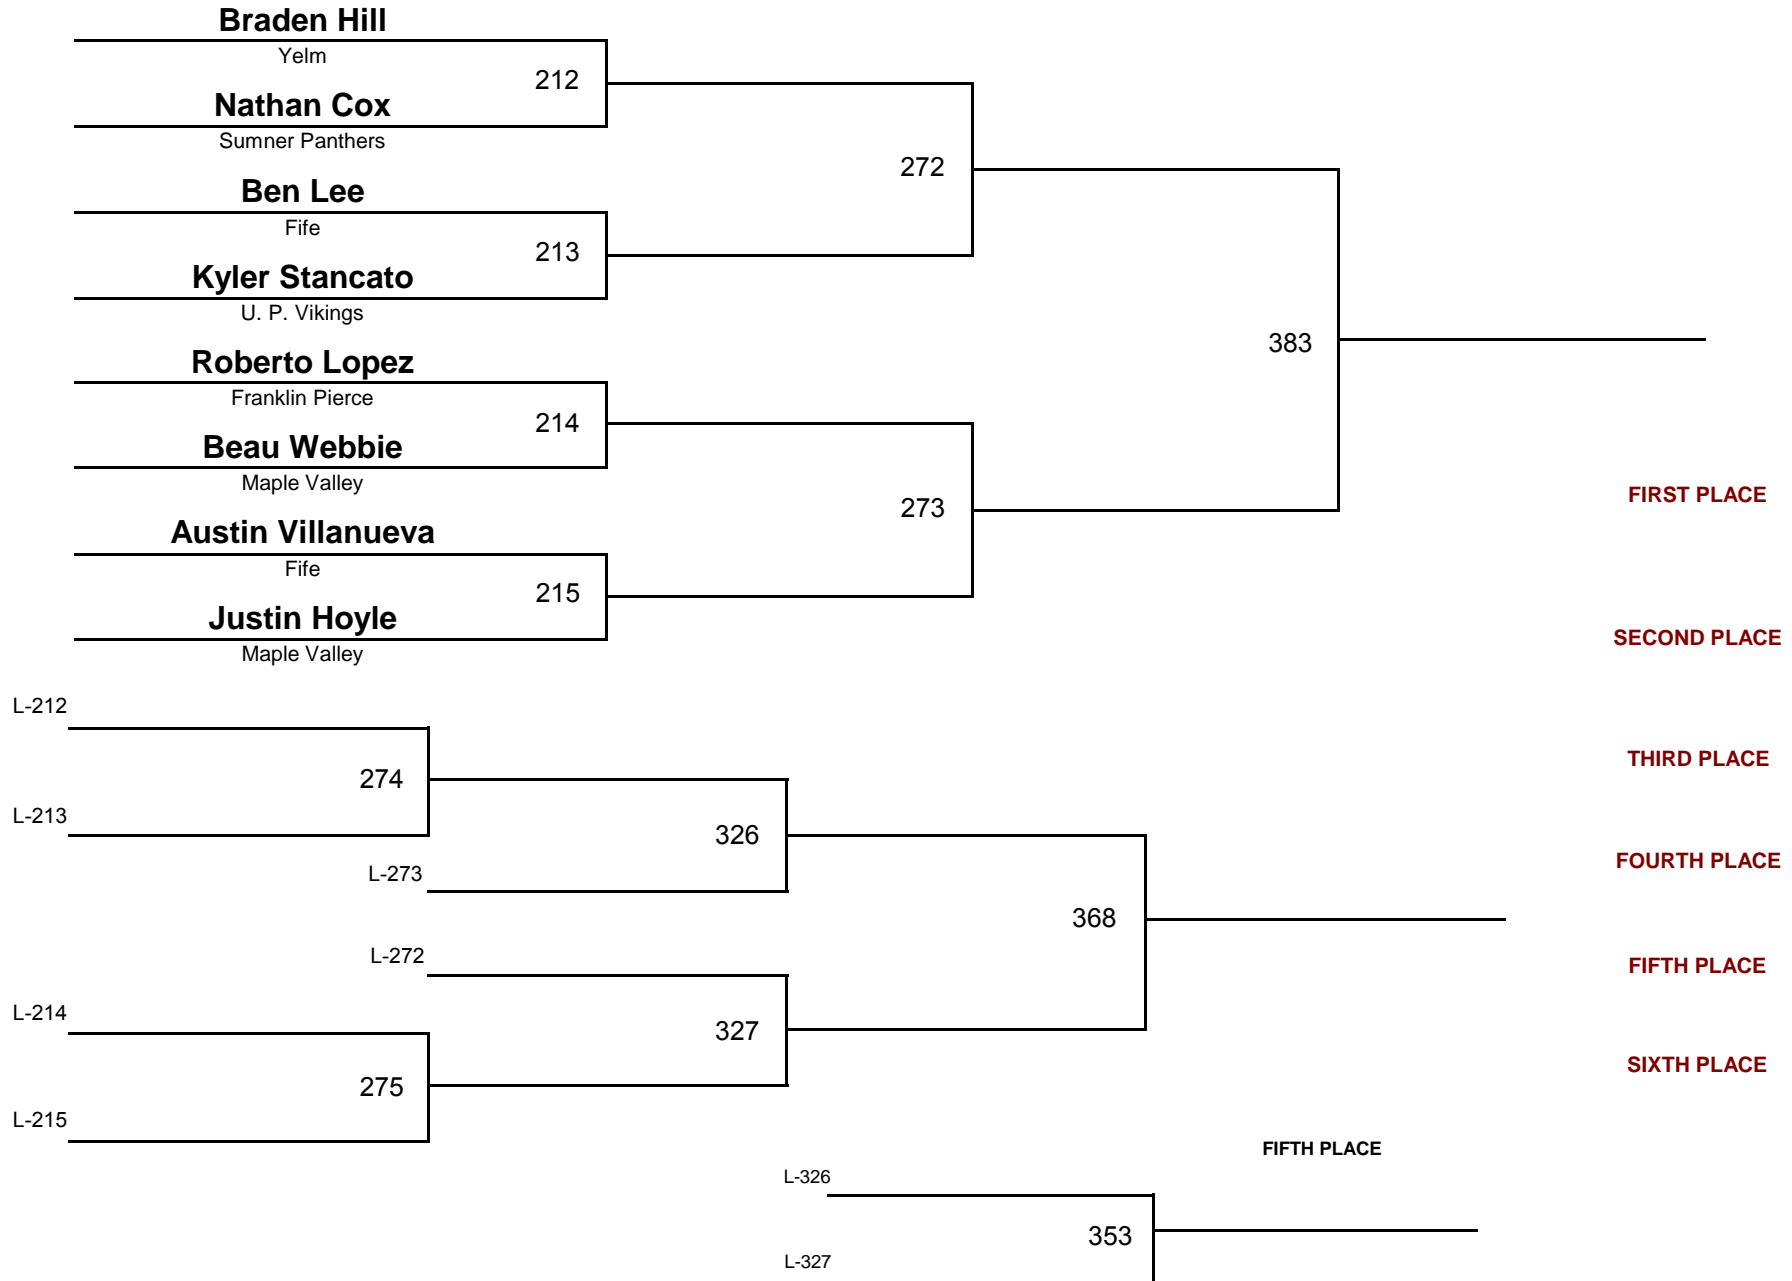 Braden Hill
Yelm
212
Nathan Cox
Sumner Panthers
272
Ben Lee
Fife
213
Kyler Stancato
U. P. Vikings
383
Roberto Lopez
Franklin Pierce
214
Beau Webbie
Maple Valley
273
FIRST PLACE
Austin Villanueva
Fife
215
Justin Hoyle
Maple Valley
SECOND PLACE
L-212
274
THIRD PLACE
L-213
326
L-273
FOURTH PLACE
368
L-272
FIFTH PLACE
L-214
327
275
SIXTH PLACE
L-215
FIFTH PLACE
L-326
353
L-327